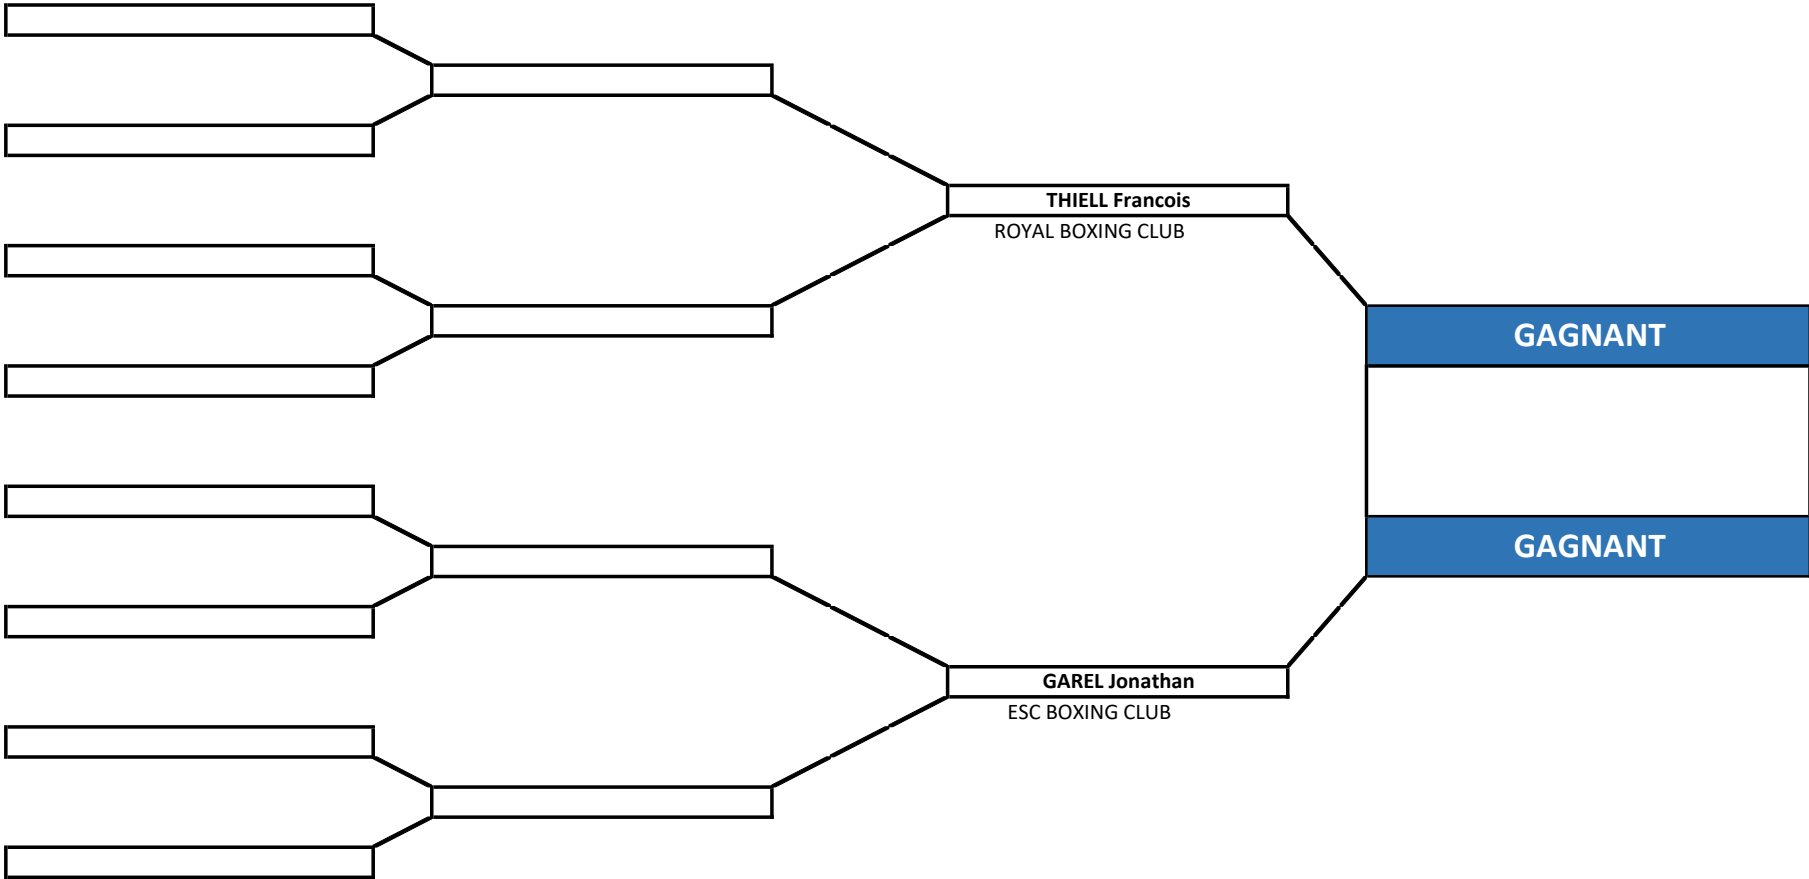 THIELL Francois
ROYAL BOXING CLUB
GAGNANT
GAGNANT
GAREL Jonathan
ESC BOXING CLUB